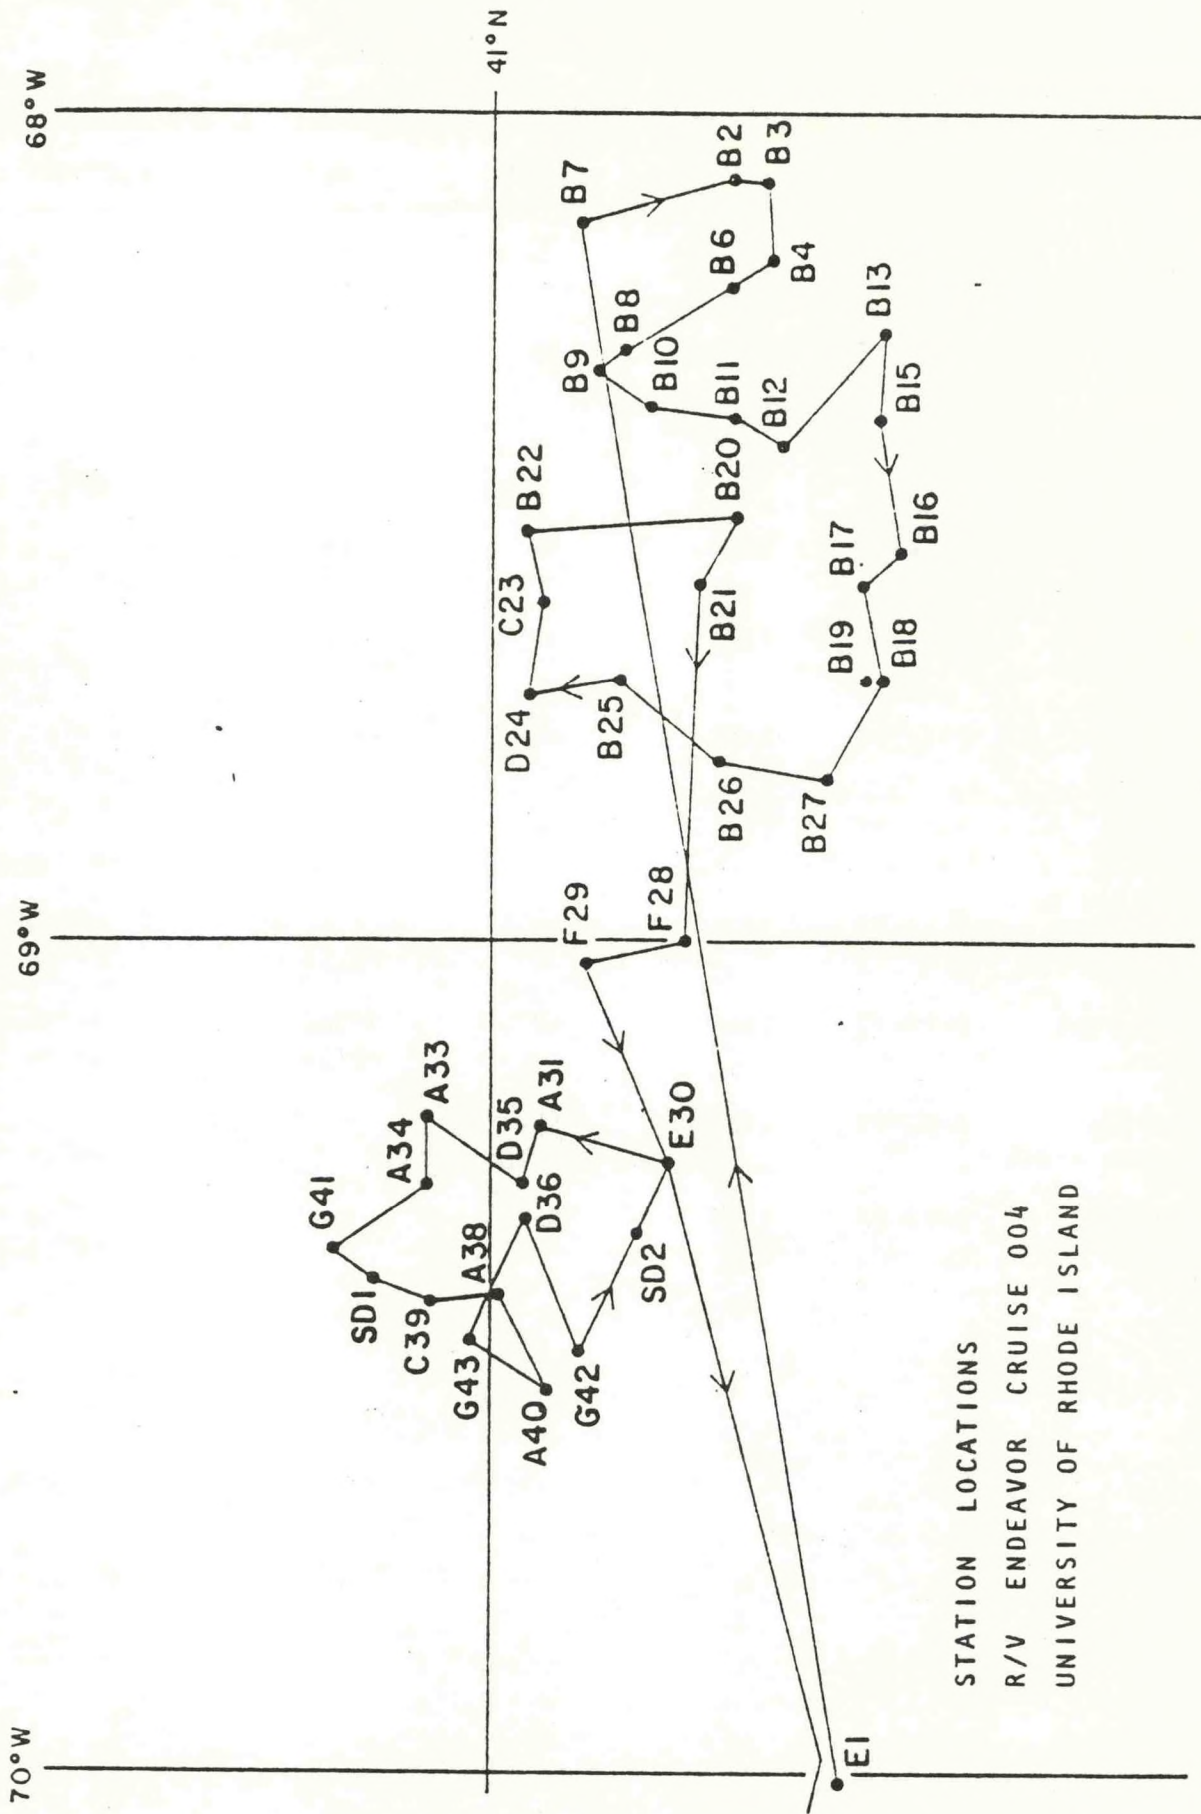 70°W
69°W
68°W
41°N
G41
SD1
A34
A33
C39
G43
A38
D35
D36
A31
A40
G42
SD2
E30
F29
F28
E1
D24
C23
B22
B25
B26
B27
B21
B20
B19
B18
B17
B16
B9
B8
B10
B11
B12
B7
B6
B2
B3
B4
B13
B15
STATION LOCATIONS
R/V ENDEAVOR CRUISE 004
UNIVERSITY OF RHODE ISLAND